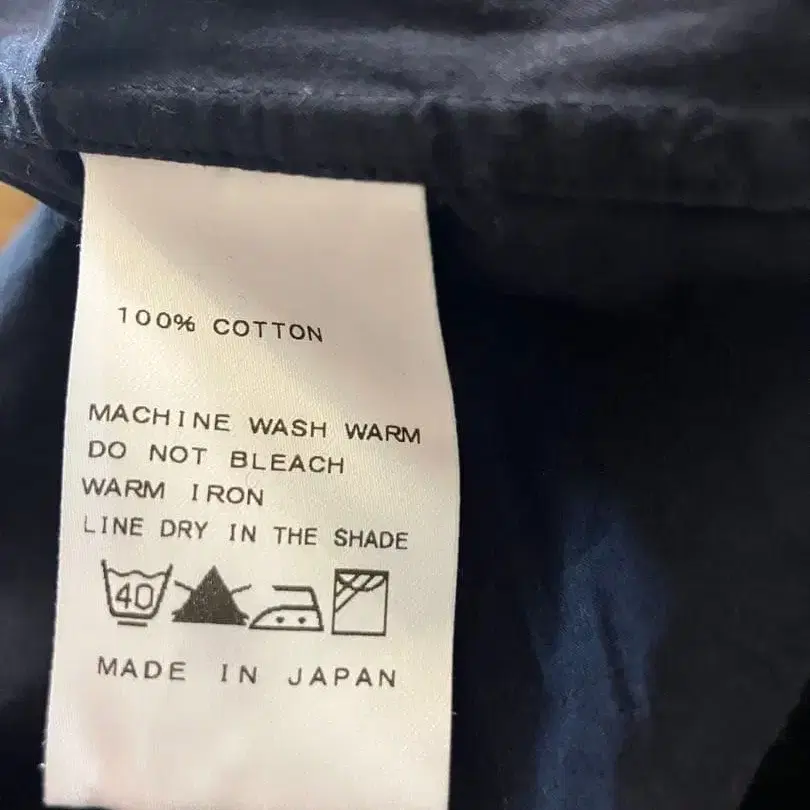 100% COTTON
MACHINE WASH WARM
DO NOT BLEACH
WARM IRON
LINE DRY IN THE SHADE
40
MADE IN JAPAN